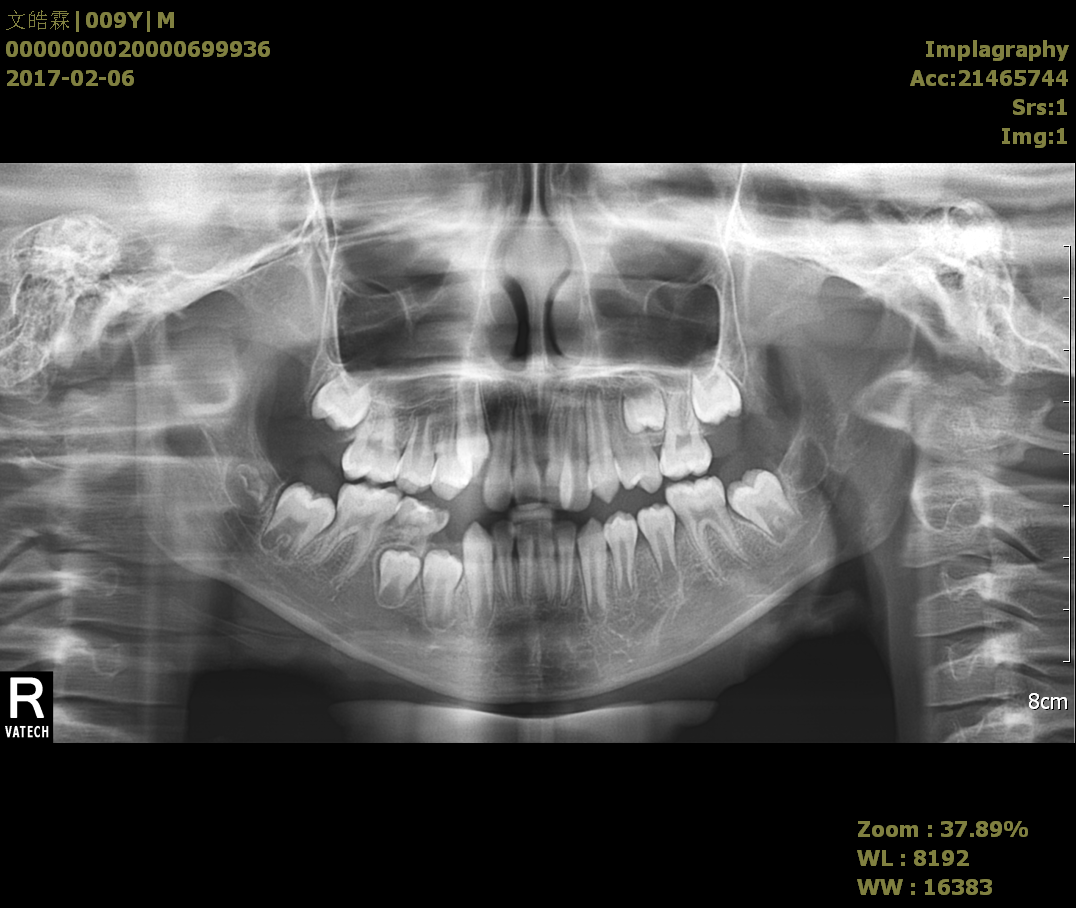 文皓霖|009Y|M
0000000020000699936
2017-02-06
Implagraphy
Acc:21465744
Srs:1
Img:1
R
VATECH
8cm
Zoom : 37.89%
WL : 8192
WW : 16383